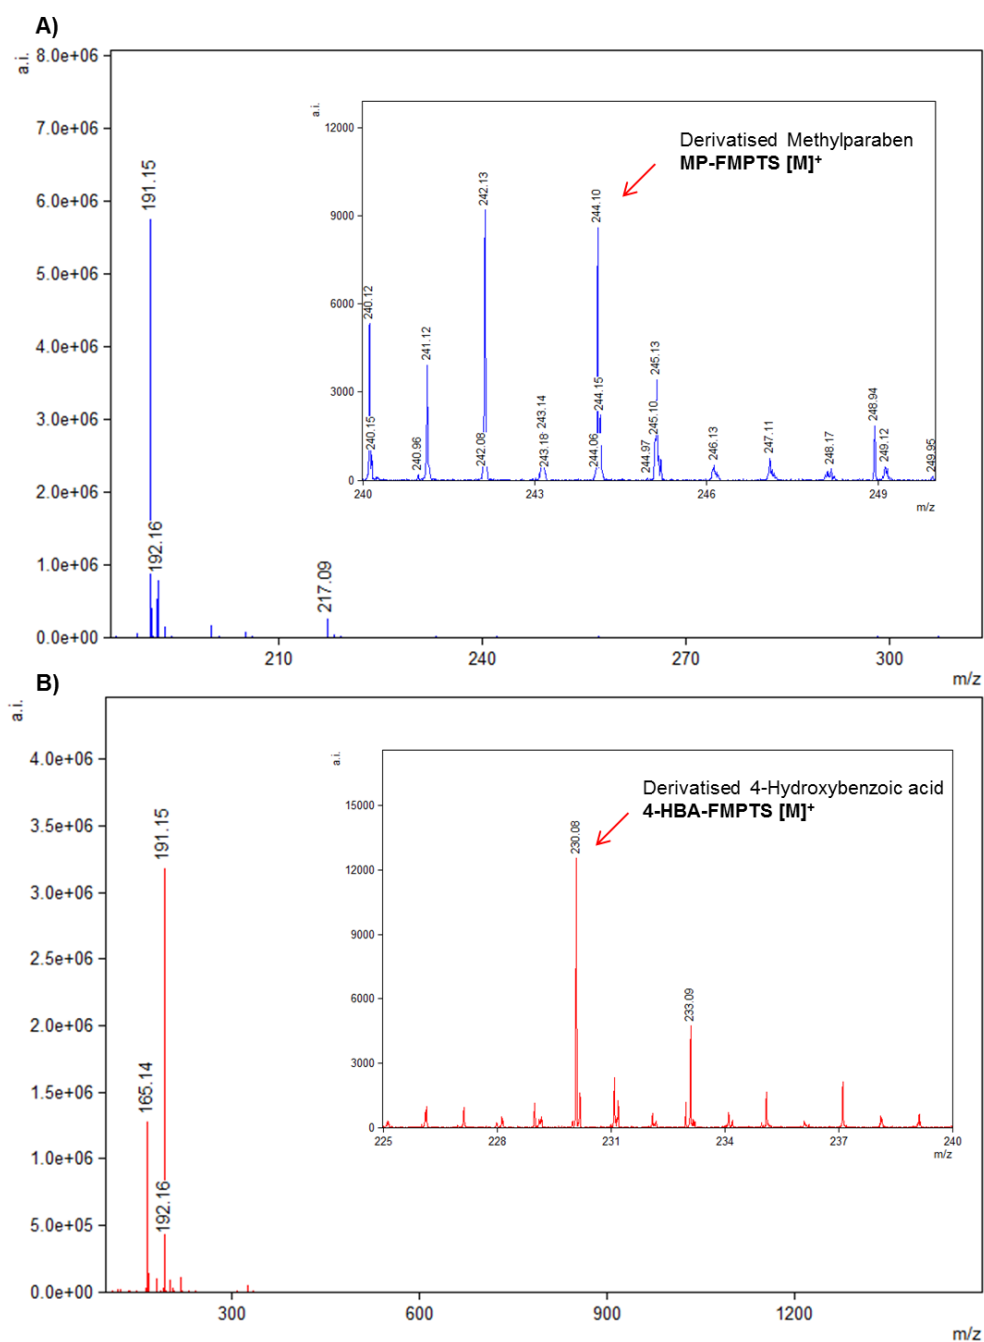 A)
a.i.
8.0e+06
7.0e+06
6.0e+06
5.0e+06
4.0e+06
3.0e+06
2.0e+06
1.0e+06
0.0e+00
191.15
192.16
217.09
210
240
270
300
m/z
a.i.
12000
9000
6000
3000
0
Derivatised Methylparaben
MP-FMPTS [M]⁺
240.12
240.15
240.96
241.12
242.13
242.08
243.14
243.18
244.10
244.15
244.06
244.97
245.10
245.13
246.13
247.11
248.17
248.94
249.12
249.95
240
243
246
249
m/z
B)
a.i.
4.0e+06
3.5e+06
3.0e+06
2.5e+06
2.0e+06
1.5e+06
1.0e+06
5.0e+05
0.0e+00
165.14
191.15
192.16
300
600
900
1200
m/z
a.i.
15000
12000
9000
6000
3000
0
Derivatised 4-Hydroxybenzoic acid
4-HBA-FMPTS [M]⁺
230.08
233.09
225
228
231
234
237
240
m/z